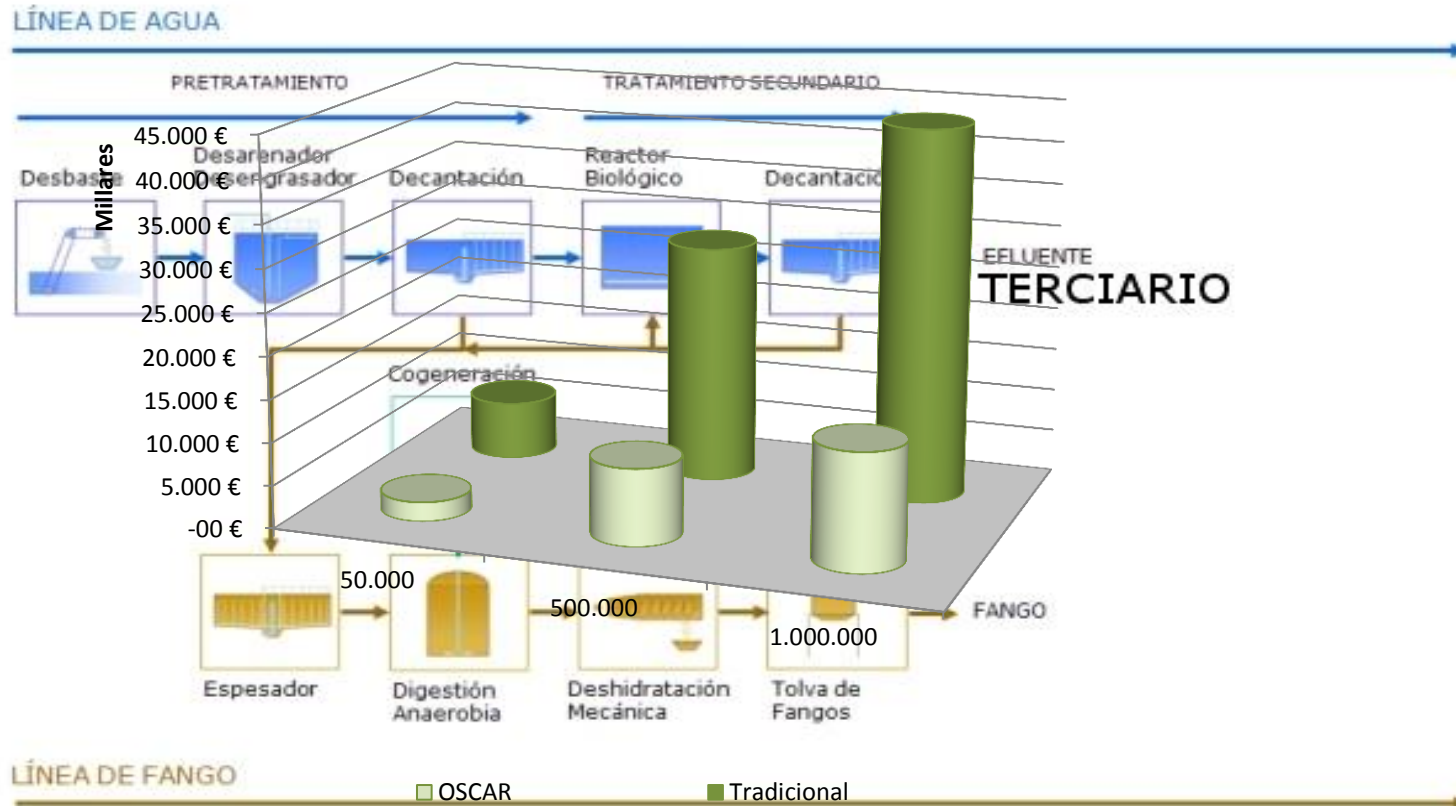 LÍNEA DE AGUA
PRETRATAMIENTO
TRATAMIENTO SECUNDARIO
Millares
45.000 €
40.000 €
35.000 €
30.000 €
25.000 €
20.000 €
15.000 €
10.000 €
5.000 €
-00 €
Desbaste
Desarenador
Desengrasador
Decantación
Reactor
Biológico
Decantación
EFLUENTE
TERCIARIO
Cogeneración
50.000
500.000
1.000.000
FANGO
Espesador
Digestión
Anaerobia
Deshidratación
Mecánica
Tolva de
Fangos
LÍNEA DE FANGO
OSCAR
Tradicional